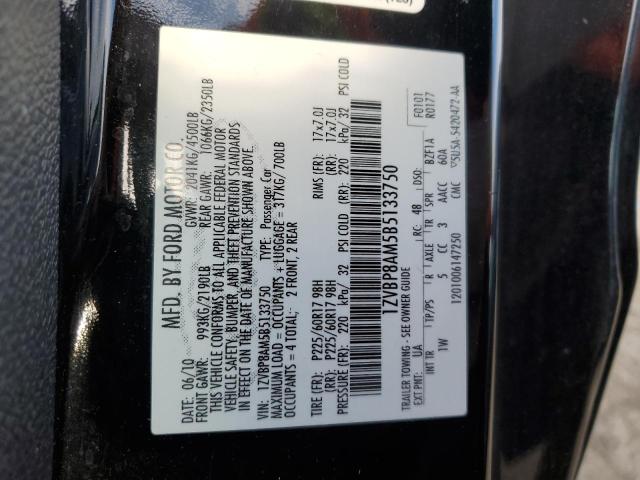 MFD. BY FORD MOTOR CO.
DATE: 06/10 GVWR: 2041KG/4500LB
FRONT GAWR: 993KG/2190LB REAR GAWR: 1066KG/2350LB
THIS VEHICLE CONFORMS TO ALL APPLICABLE FEDERAL MOTOR
VEHICLE SAFETY, BUMPER, AND THEFT PREVENTION STANDARDS
IN EFFECT ON THE DATE OF MANUFACTURE SHOWN ABOVE.
VIN: 1ZVBP8AM5B5133750 TYPE: Passenger Car
MAXIMUM LOAD = OCCUPANTS + LUGGAGE = 317KG/700LB
OCCUPANTS = 4 TOTAL;- 2 FRONT, 2 REAR
TIRE (FR): P225/60R17 98H RIMS (FR): 17x7.0J
TIRE (RR): P225/60R17 98H RIMS (RR): 17x7.0J
PRESSURE (FR): 220 kPa/ 32 PSI COLD (RR): 220 kPa/ 32 PSI COLD
1ZVBP8AM5B5133750
TRAILER TOWING - SEE OWNER GUIDE F0101
EXT PNT: UA RC: 48 DSO: R0177
INT TR TP/PS R AXLE TR SPR BZF1A
1W 5 CC 3 AACC 60A
1201006147250 CMC 5U5A-5420472-AA